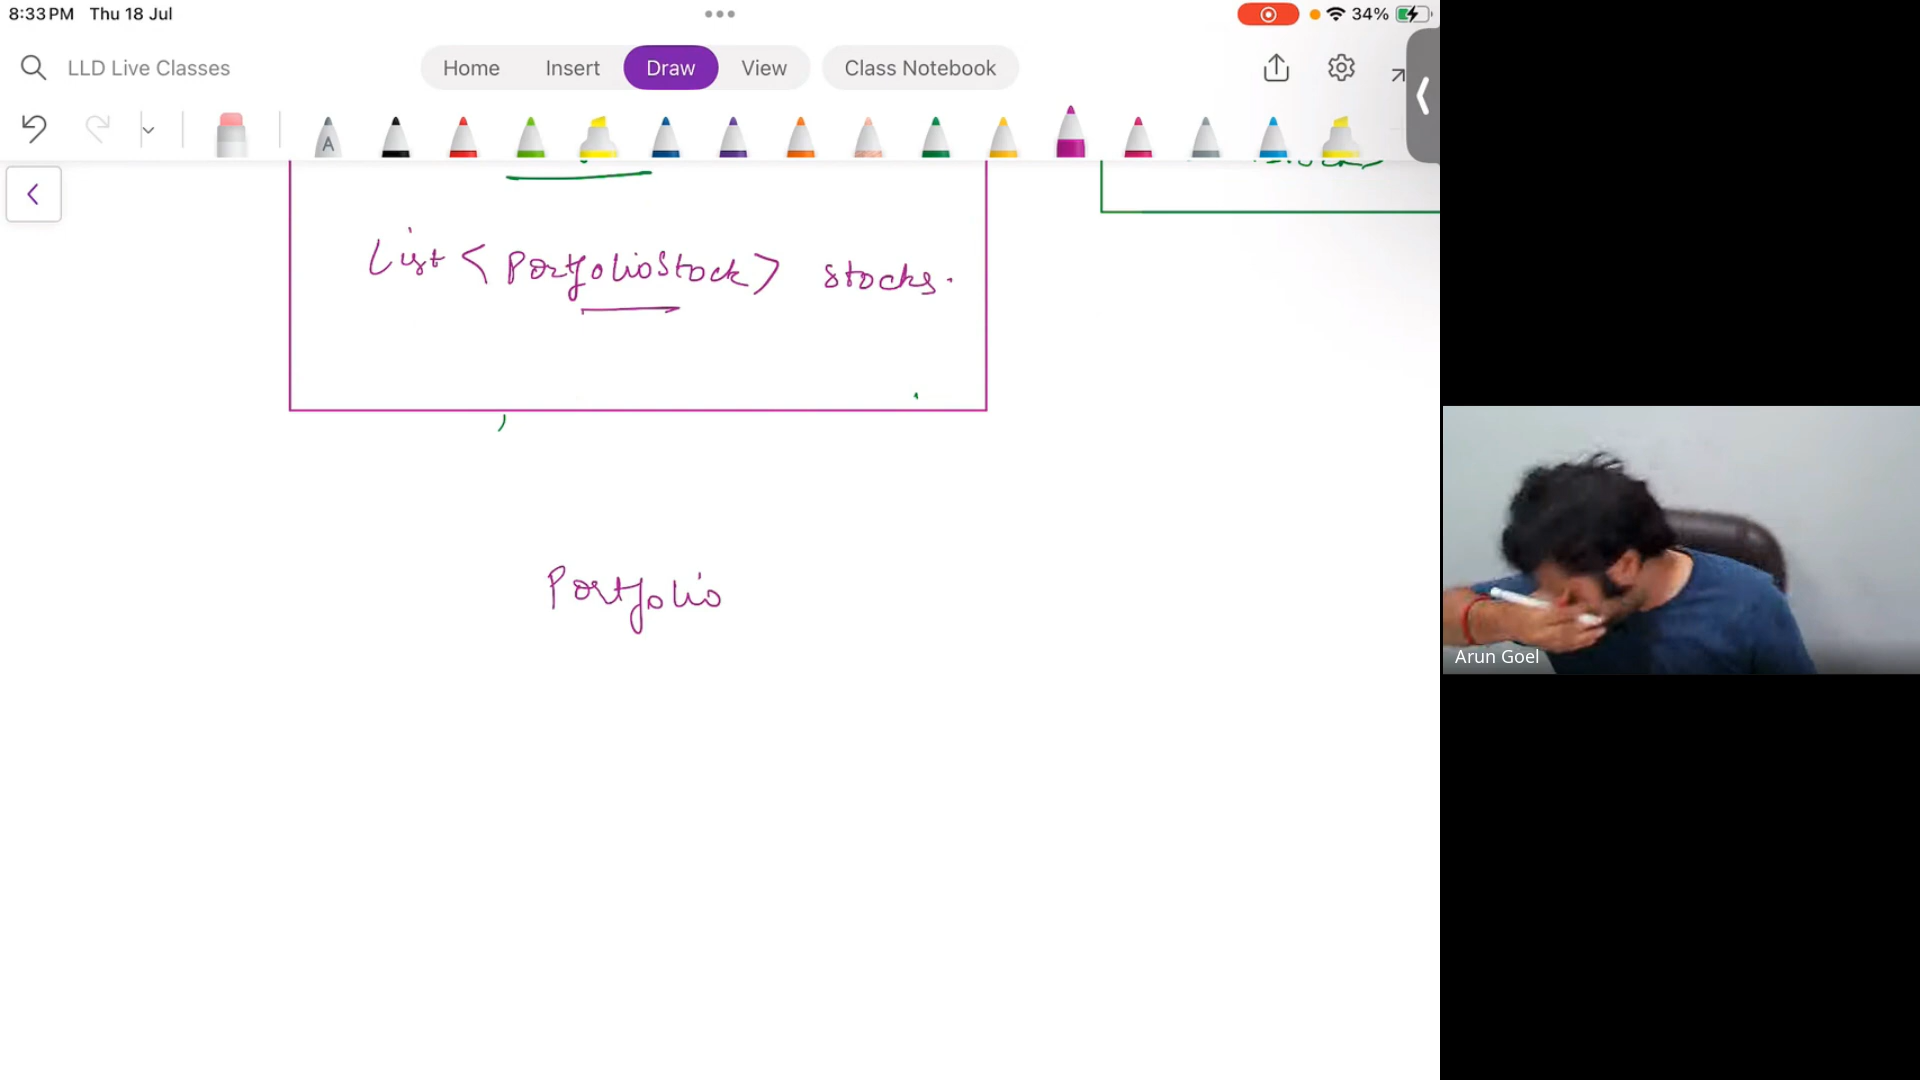 8:33 PM Thu 18 Jul 34%
LLD Live Classes Home Insert Draw View Class Notebook
A
List < PortfolioStock > stocks.
Portfolio
Arun Goel